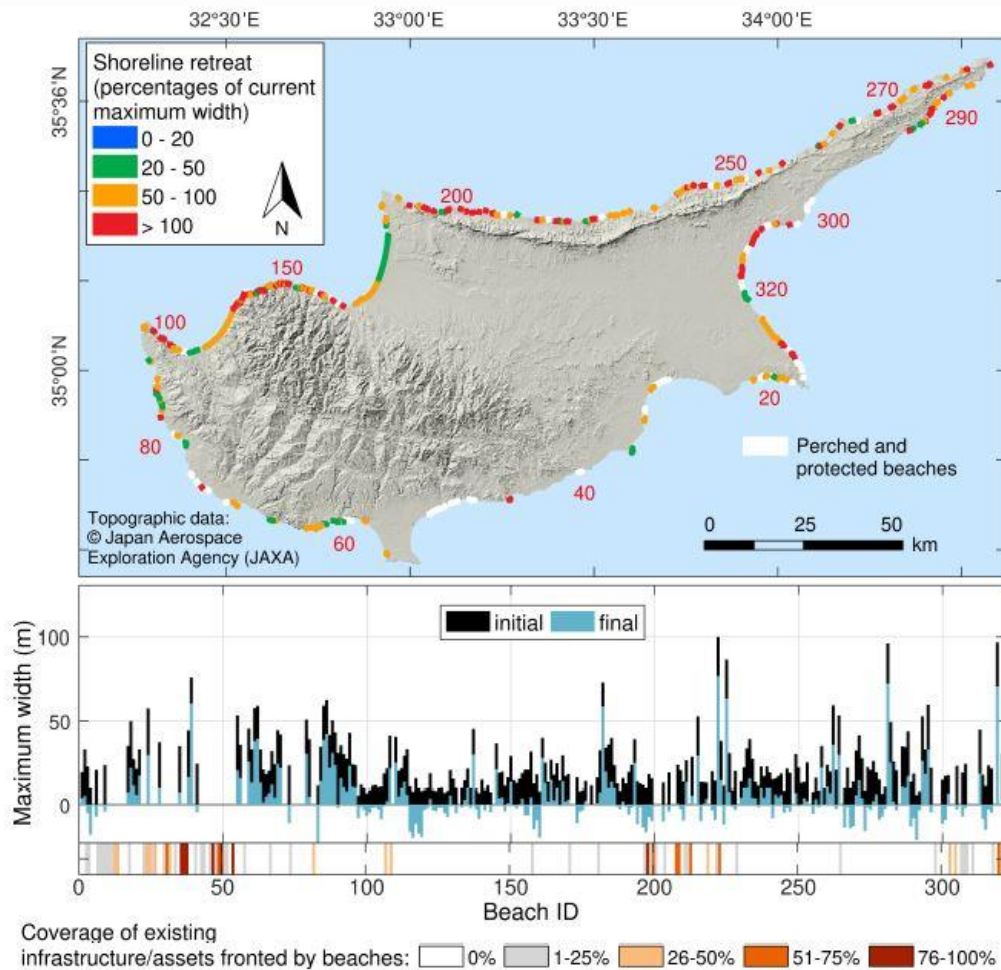 32°30'E 33°00'E 33°30'E 34°00'E
35°36'N
35°00'N
Shoreline retreat
(percentages of current
maximum width)
0 - 20
20 - 50
50 - 100
> 100
N
270
290
250
200
300
150
320
100
20
80
40
60
Perched and
protected beaches
Topographic data:
© Japan Aerospace
Exploration Agency (JAXA)
0 25 50
km
initial final
Maximum width (m)
100
50
0
0 50 100 150 200 250 300
Beach ID
Coverage of existing
infrastructure/assets fronted by beaches: 0% 1-25% 26-50% 51-75% 76-100%